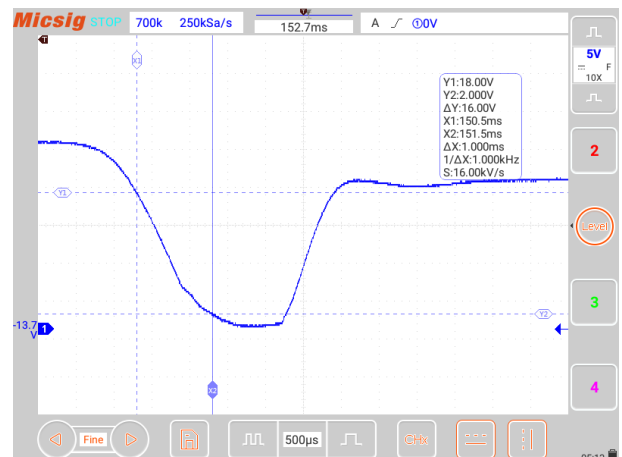 Micsig STOP 700k 250kSa/s 152.7ms A ①0V
T
X1
5V
F
10X
Y1:18.00V
Y2:2.000V
ΔY:16.00V
X1:150.5ms
X2:151.5ms
ΔX:1.000ms
1/ΔX:1.000kHz
S:16.00kV/s
2
Y1
Level
3
Y2
-13.7
V
1
X2
4
Fine
500µs
CHx